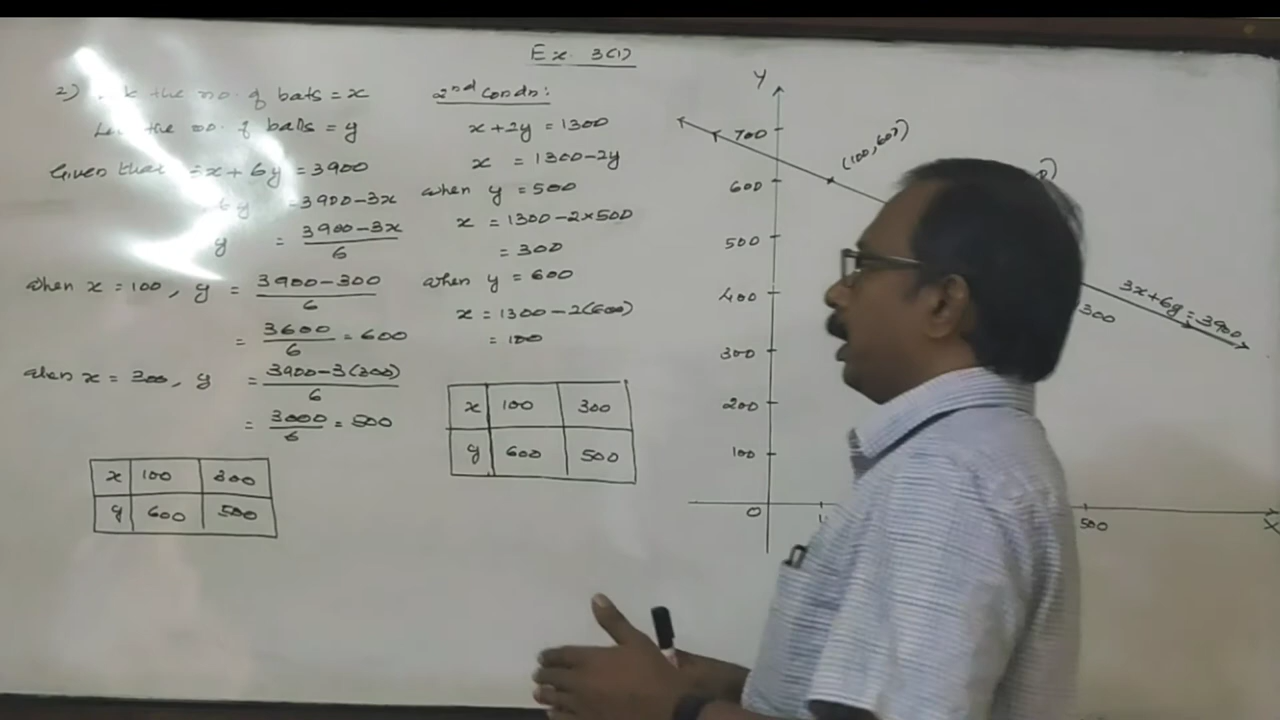 Ex. 3(1)
2) the no. of bats = x
Let the no. of balls = y
Given that x + 6y = 3900
6y = 3900-3x
y = 3900-3x / 6
when x = 100, y = 3900-300 / 6
= 3600 / 6 = 600
when x = 300, y = 3900-3(300) / 6
= 3000 / 6 = 500
x 100 300
y 600 500
2nd Condn:
x+2y = 1300
x = 1300-2y
when y = 500
x = 1300-2×500
= 300
when y = 600
x = 1300-2(600)
= 100
x 100 300
y 600 500
Y
700
(100,600)
600
500
400
3x+6y=3900
300
300
200
100
0
500
X